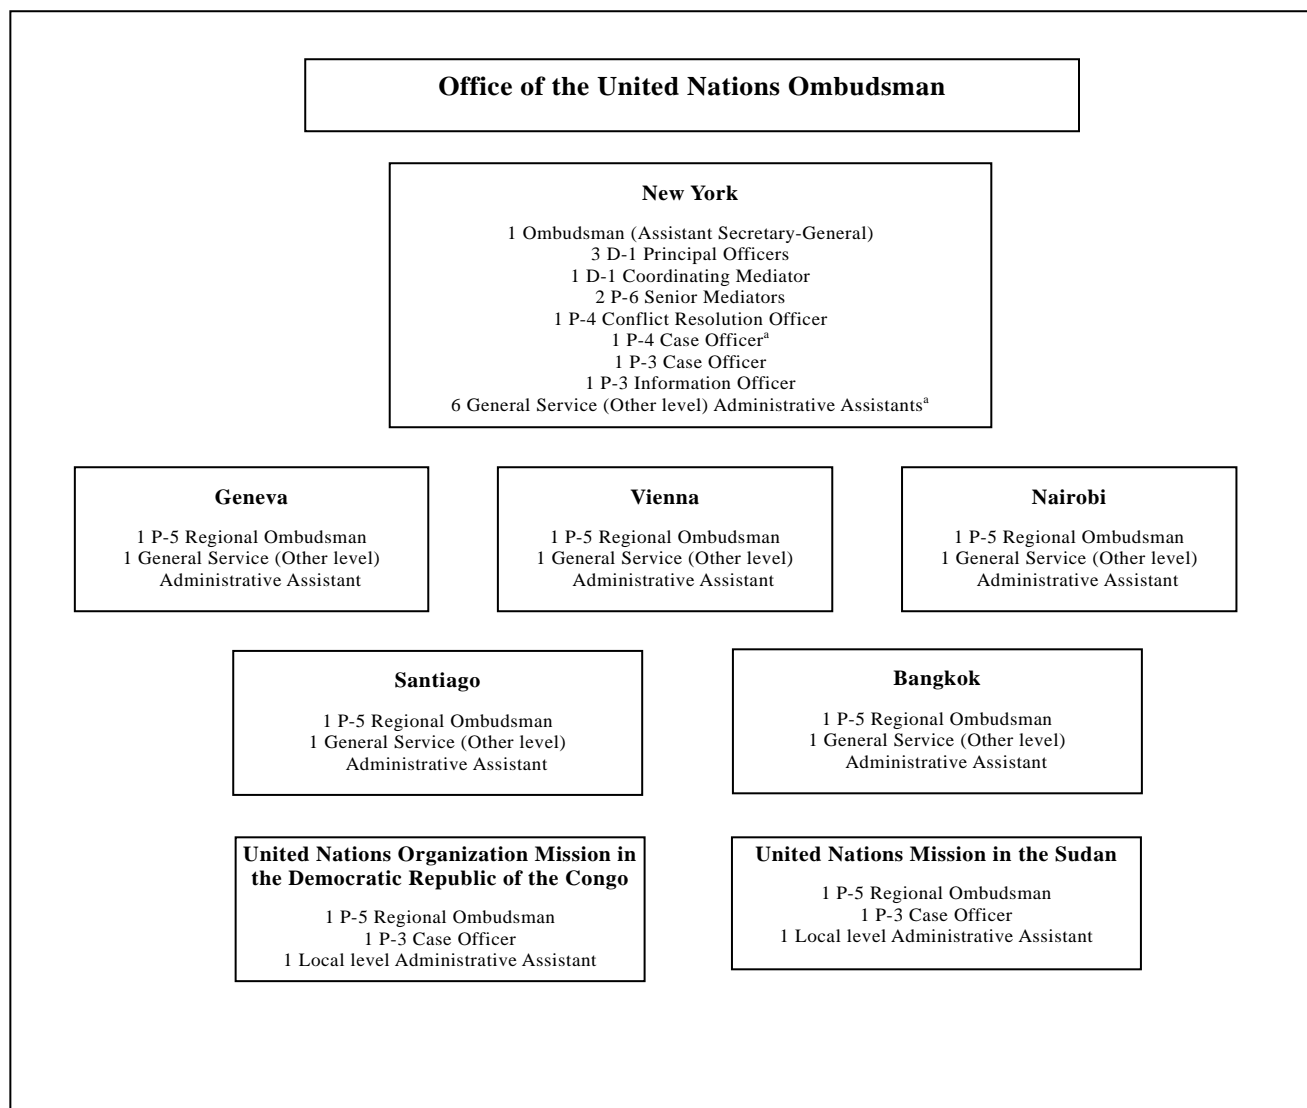 Office of the United Nations Ombudsman
New York
1 Ombudsman (Assistant Secretary-General)
3 D-1 Principal Officers
1 D-1 Coordinating Mediator
2 P-6 Senior Mediators
1 P-4 Conflict Resolution Officer
1 P-4 Case Officerᵃ
1 P-3 Case Officer
1 P-3 Information Officer
6 General Service (Other level) Administrative Assistantsᵃ
Geneva
1 P-5 Regional Ombudsman
1 General Service (Other level)
Administrative Assistant
Vienna
1 P-5 Regional Ombudsman
1 General Service (Other level)
Administrative Assistant
Nairobi
1 P-5 Regional Ombudsman
1 General Service (Other level)
Administrative Assistant
Santiago
1 P-5 Regional Ombudsman
1 General Service (Other level)
Administrative Assistant
Bangkok
1 P-5 Regional Ombudsman
1 General Service (Other level)
Administrative Assistant
United Nations Organization Mission in
the Democratic Republic of the Congo
1 P-5 Regional Ombudsman
1 P-3 Case Officer
1 Local level Administrative Assistant
United Nations Mission in the Sudan
1 P-5 Regional Ombudsman
1 P-3 Case Officer
1 Local level Administrative Assistant